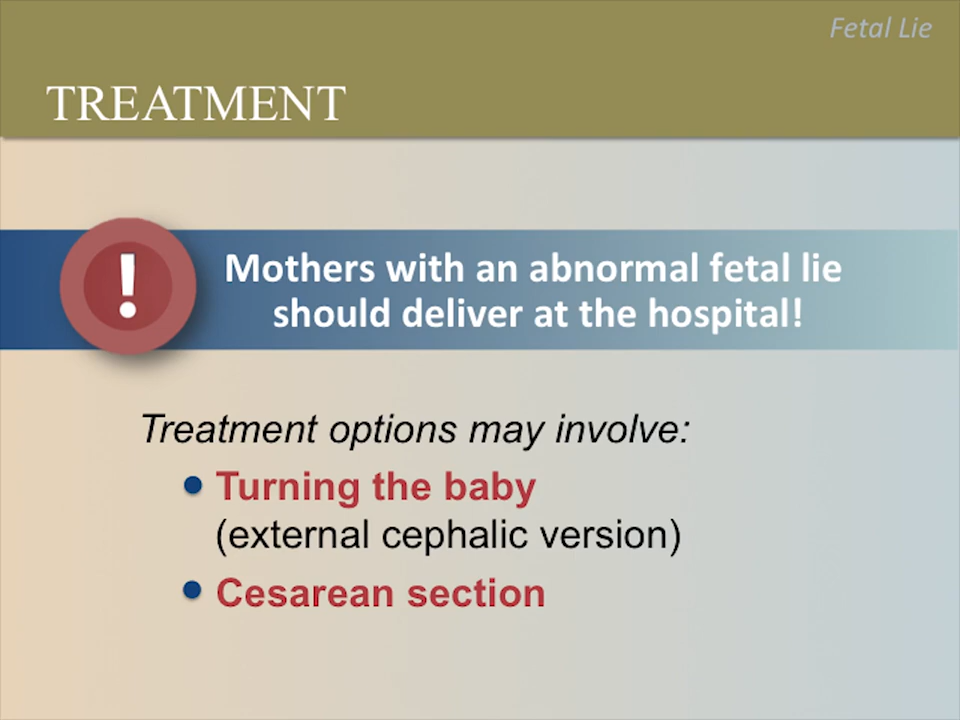 Fetal Lie
TREATMENT
!
Mothers with an abnormal fetal lie
should deliver at the hospital!
Treatment options may involve:
• Turning the baby
(external cephalic version)
• Cesarean section